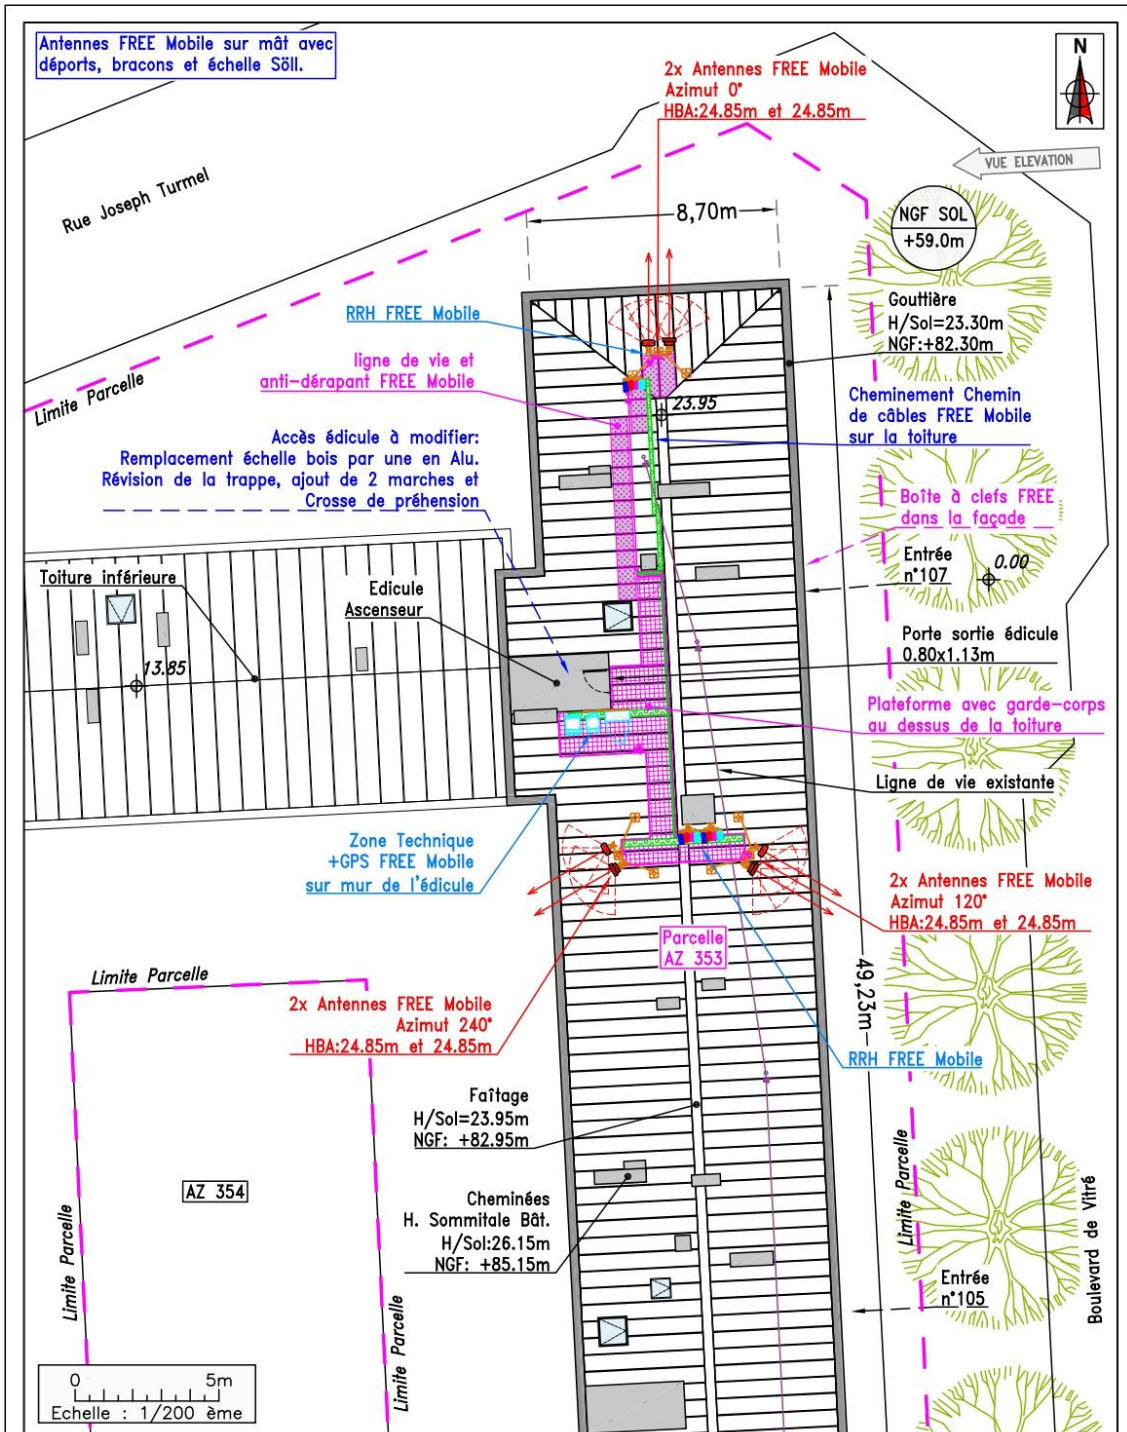 Antennes FREE Mobile sur mât avec
déports, bracons et échelle Söll.
2x Antennes FREE Mobile
Azimut 0°
HBA:24.85m et 24.85m
N
VUE ELEVATION
Rue Joseph Turmel
8,70m
NGF SOL
+59.0m
Gouttière
H/Sol=23.30m
NGF:+82.30m
RRH FREE Mobile
ligne de vie et
anti-dérapant FREE Mobile
Limite Parcelle
23.95
Cheminement Chemin
de câbles FREE Mobile
sur la toiture
Accès édicule à modifier:
Remplacement échelle bois par une en Alu.
Révision de la trappe, ajout de 2 marches et
Crosse de préhension
Boîte à clefs FREE
dans la façade
Entrée
n°107
0.00
Toiture inférieure
Edicule
Ascenseur
Porte sortie édicule
0.80x1.13m
13.85
Plateforme avec garde-corps
au dessus de la toiture
Ligne de vie existante
Zone Technique
+GPS FREE Mobile
sur mur de l'édicule
2x Antennes FREE Mobile
Azimut 120°
HBA:24.85m et 24.85m
Parcelle
AZ 353
49,23m
Limite Parcelle
2x Antennes FREE Mobile
Azimut 240°
HBA:24.85m et 24.85m
RRH FREE Mobile
Faîtage
H/Sol=23.95m
NGF: +82.95m
AZ 354
Cheminées
H. Sommitale Bât.
H/Sol:26.15m
NGF: +85.15m
Limite Parcelle
Limite Parcelle
Limite Parcelle
Boulevard de Vitré
Entrée
n°105
0 5m
Echelle : 1/200 ème